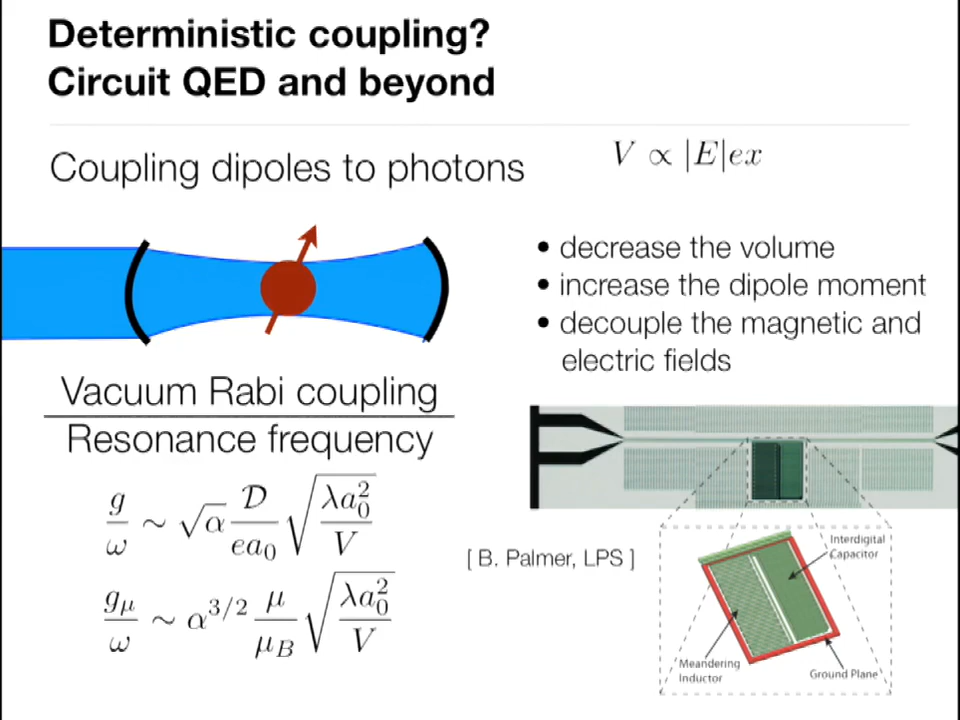 Deterministic coupling?
Circuit QED and beyond
Coupling dipoles to photons
V ∝ |E|ex
• decrease the volume
• increase the dipole moment
• decouple the magnetic and
electric fields
Vacuum Rabi coupling
Resonance frequency
g/ω ~ √α 𝒟/(ea₀) √(λa₀²/V)
g_μ/ω ~ α^{3/2} μ/μ_B √(λa₀²/V)
[ B. Palmer, LPS ]
Interdigital
Capacitor
Meandering
Inductor
Ground Plane